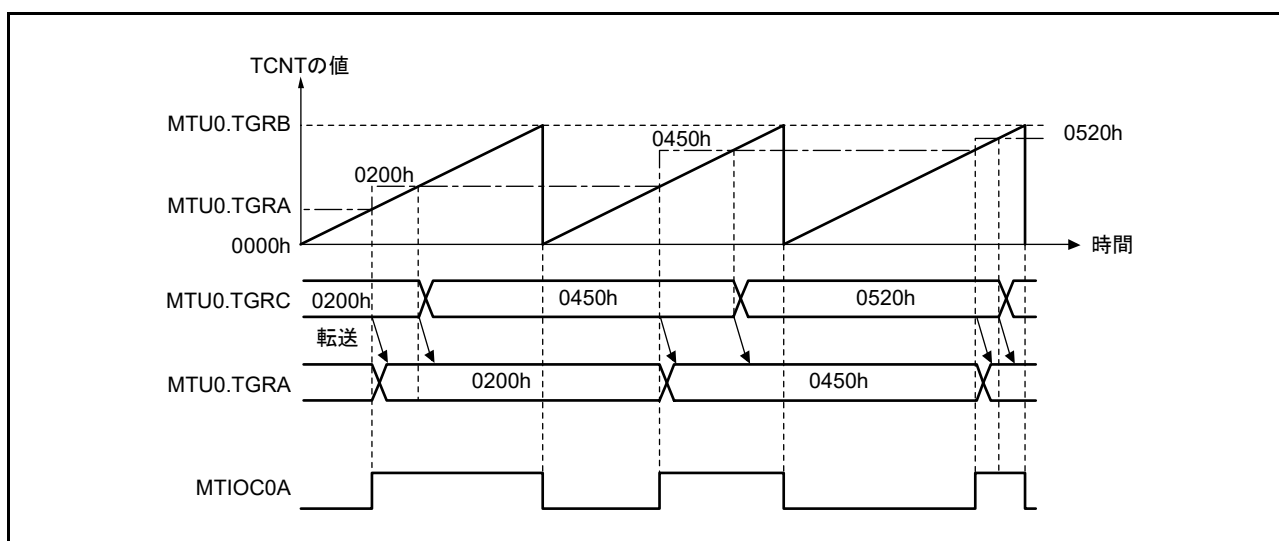 TCNTの値
MTU0.TGRB
0450h
0520h
0200h
MTU0.TGRA
0000h
時間
MTU0.TGRC
0200h
0450h
0520h
転送
MTU0.TGRA
0200h
0450h
MTIOC0A